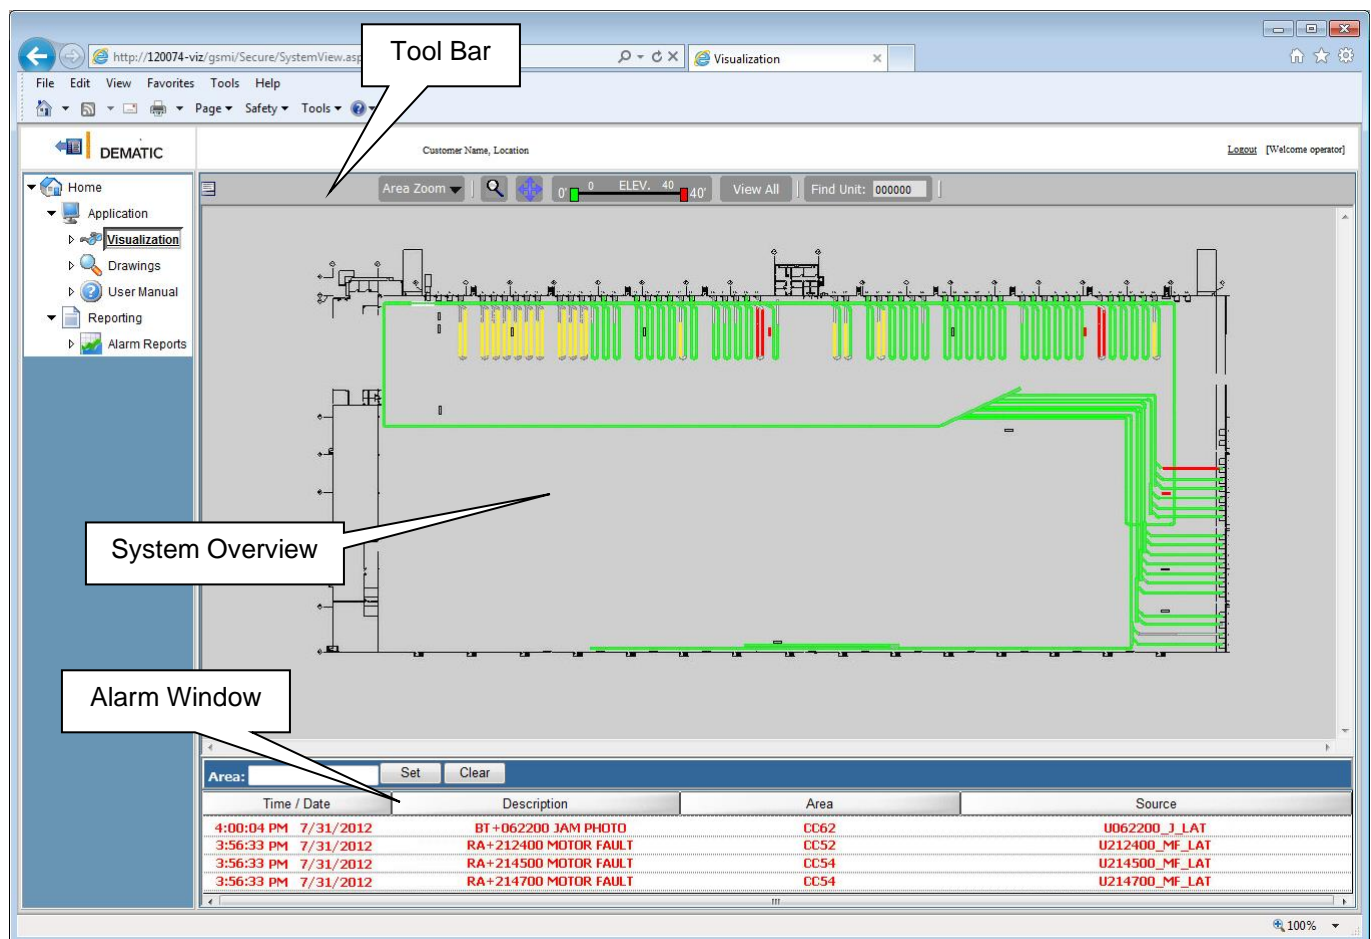 Tool Bar
http://120074-viz/gsmi/Secure/SystemView.asp
Visualization
File Edit View Favorites Tools Help
Page Safety Tools
DEMATIC
Customer Name, Location
Logout [Welcome operator]
Home
Application
Visualization
Drawings
User Manual
Reporting
Alarm Reports
Area Zoom
0' 0 ELEV. 40 40'
View All
Find Unit: 000000
System Overview
Alarm Window
Area: Set Clear
Time / Date Description Area Source
4:00:04 PM 7/31/2012 BT+062200 JAM PHOTO CC62 U062200_J_LAT
3:56:33 PM 7/31/2012 RA+212400 MOTOR FAULT CC52 U212400_MF_LAT
3:56:33 PM 7/31/2012 RA+214500 MOTOR FAULT CC54 U214500_MF_LAT
3:56:33 PM 7/31/2012 RA+214700 MOTOR FAULT CC54 U214700_MF_LAT
100%